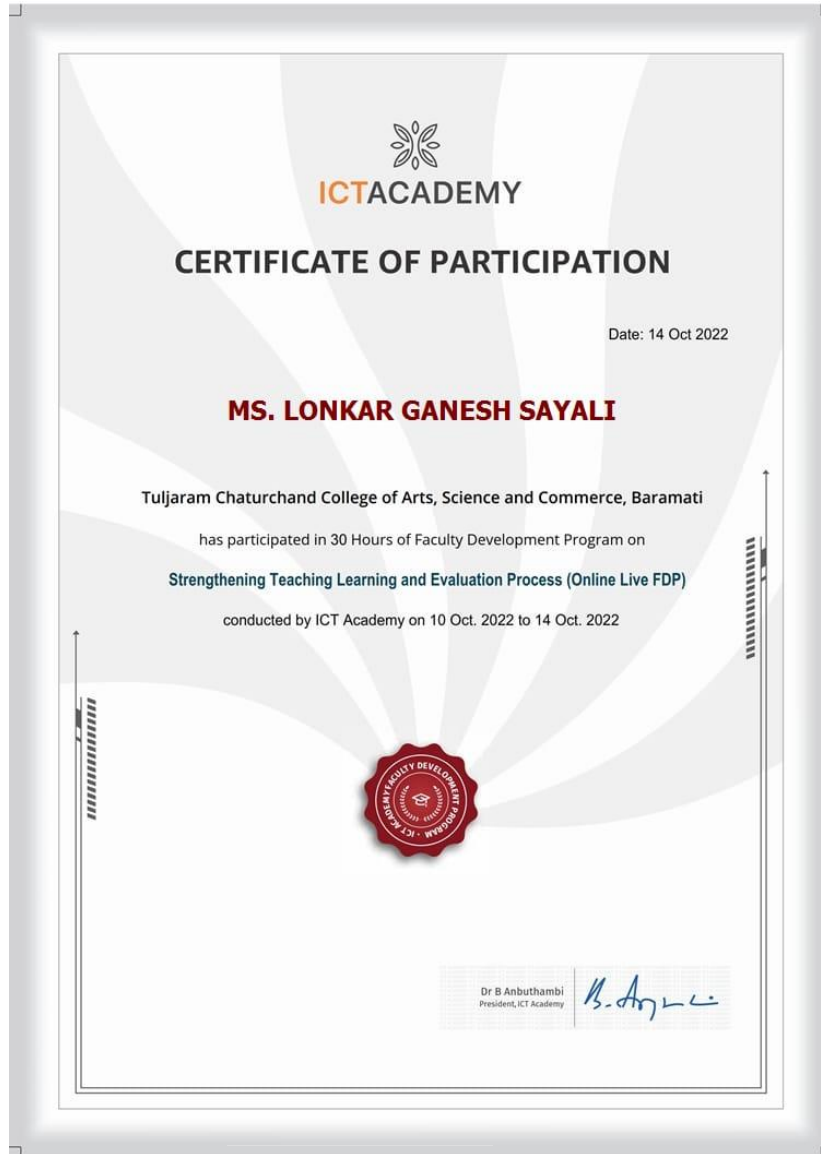 ICTACADEMY
CERTIFICATE OF PARTICIPATION
Date: 14 Oct 2022
MS. LONKAR GANESH SAYALI
Tuljaram Chaturchand College of Arts, Science and Commerce, Baramati
has participated in 30 Hours of Faculty Development Program on
Strengthening Teaching Learning and Evaluation Process (Online Live FDP)
conducted by ICT Academy on 10 Oct. 2022 to 14 Oct. 2022
ICT ACADEMY FACULTY DEVELOPMENT PROGRAM
Dr B Anbuthambi
President, ICT Academy